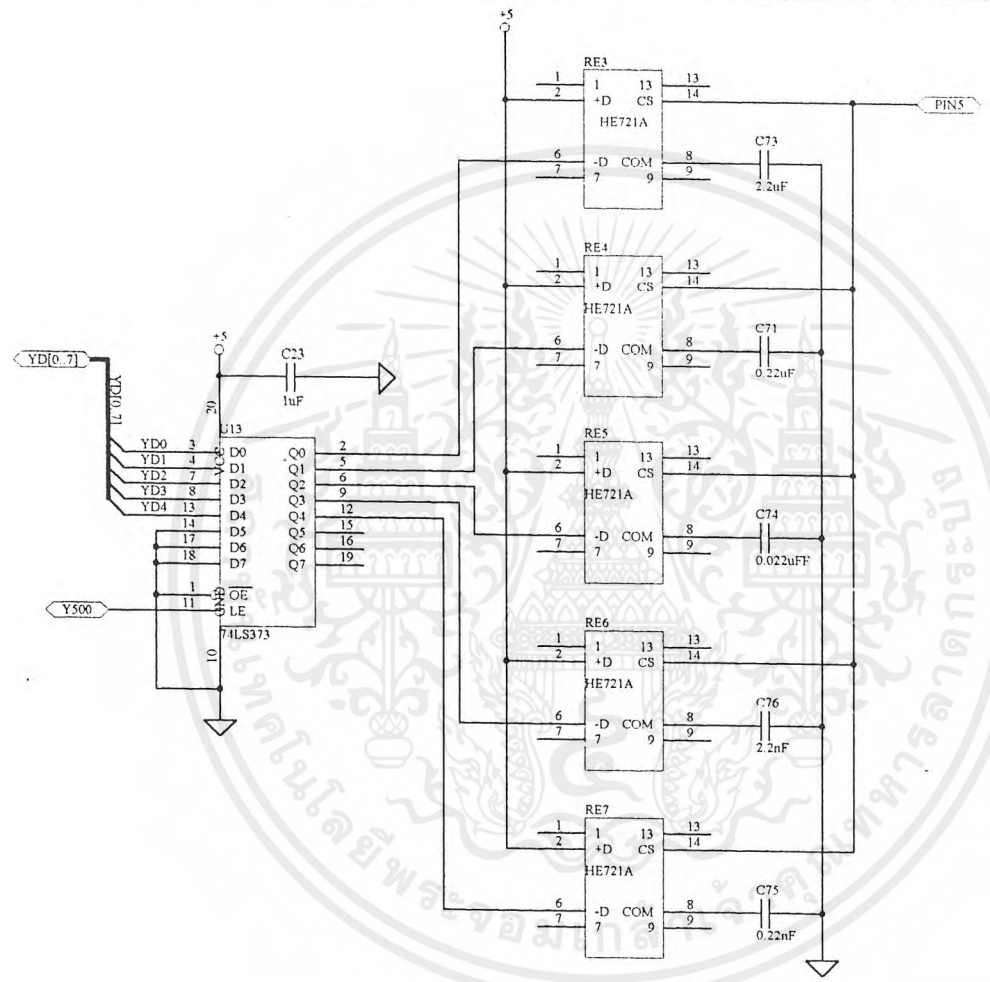 +5
RE3
1 1 13 13
2 +D CS 14
HE721A
6 -D COM 8
7 7 9 9
C73
2.2uF
PIN5
RE4
1 1 13 13
2 +D CS 14
HE721A
6 -D COM 8
7 7 9 9
C71
0.22uF
+5
C23
1uF
YD[0..7]
YD[0..7]
20
U13
VCC
YD0 3 D0 Q0 2
YD1 4 D1 Q1 5
YD2 7 D2 Q2 6
YD3 8 D3 Q3 9
YD4 13 D4 Q4 12
14 D5 Q5 15
17 D6 Q6 16
18 D7 Q7 19
1 OE
Y500 11 LE
GND
74LS373
10
RE5
1 1 13 13
2 +D CS 14
HE721A
6 -D COM 8
7 7 9 9
C74
0.022uFF
RE6
1 1 13 13
2 +D CS 14
HE721A
6 -D COM 8
7 7 9 9
C76
2.2nF
RE7
1 1 13 13
2 +D CS 14
HE721A
6 -D COM 8
7 7 9 9
C75
0.22nF